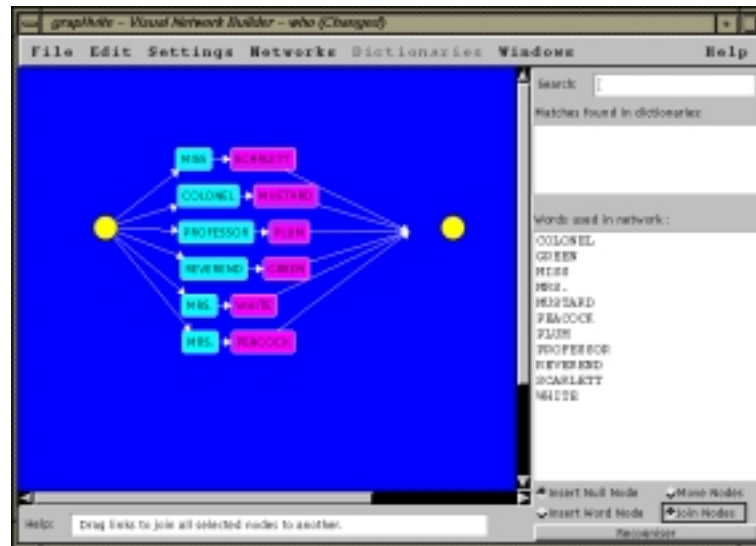 graphvite - Visual Network Builder - who (Changed)
File Edit Settings Networks Dictionaries Windows Help
Search:
Matches found in dictionaries
MISS SCARLETT
COLONEL MUSTARD
PROFESSOR PLUM
REVEREND GREEN
MRS. WHITE
MRS. PEACOCK
Words used in network:
COLONEL
GREEN
MISS
MRS.
MUSTARD
PEACOCK
PLUM
PROFESSOR
REVEREND
SCARLETT
WHITE
Insert Null Node Move Nodes
Insert Word Node Join Nodes
Help: Drag links to join all selected nodes to another.
Recogniser